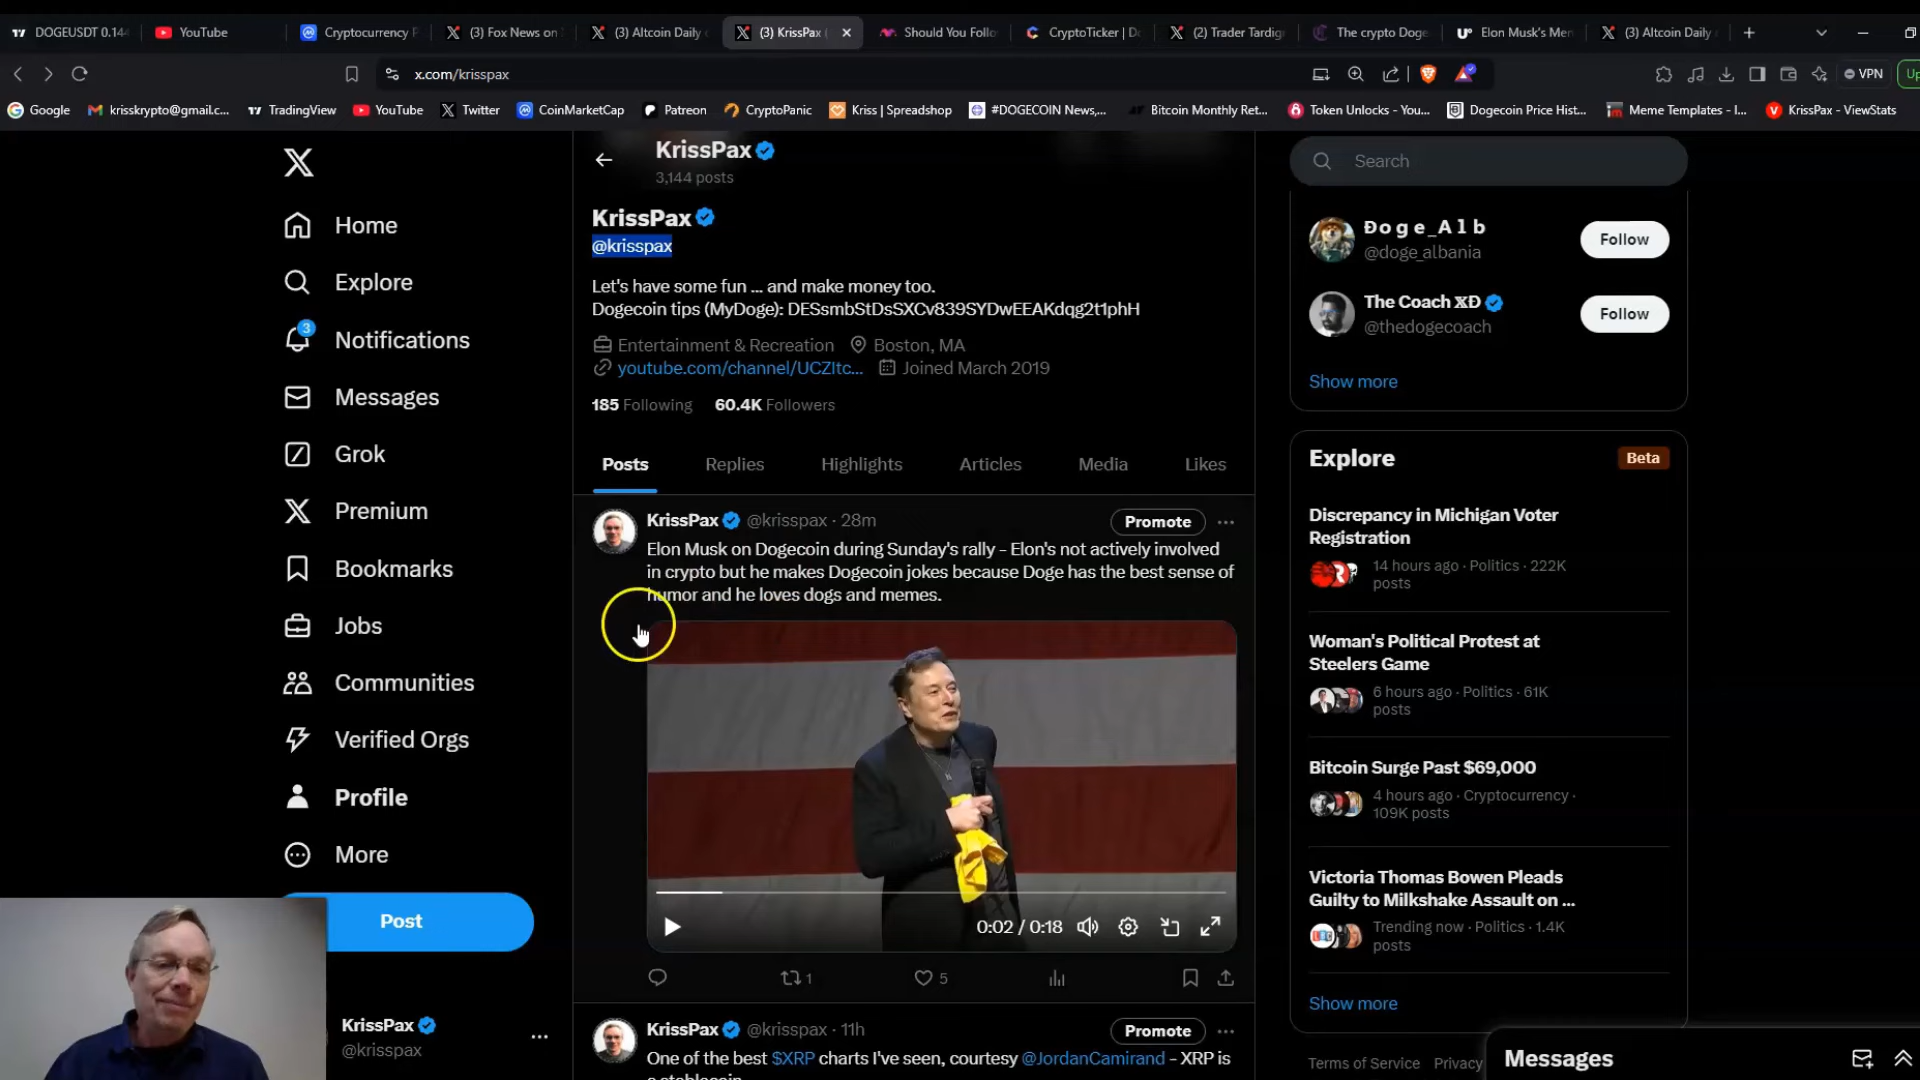 DOGEUSDT 0.14
YouTube
Cryptocurrency P
(3) Fox News on
(3) Altcoin Daily
(3) KrissPax
Should You Follo
CryptoTicker | D
(2) Trader Tardig
The crypto Doge
Elon Musk's Mem
(3) Altcoin Daily
x.com/krisspax
VPN
Up
Google
krisskrypto@gmail.c...
TradingView
YouTube
Twitter
CoinMarketCap
Patreon
CryptoPanic
Kriss | Spreadshop
#DOGECOIN News,...
Bitcoin Monthly Ret...
Token Unlocks - You...
Dogecoin Price Hist...
Meme Templates - I...
KrissPax - ViewStats
Home
Explore
3
Notifications
Messages
Grok
Premium
Bookmarks
Jobs
Communities
Verified Orgs
Profile
More
Post
KrissPax
@krisspax
KrissPax
3,144 posts
KrissPax
@krisspax
Let's have some fun ... and make money too.
Dogecoin tips (MyDoge): DESsmbStDsSXCv839SYDwEEAKdqg2t1phH
Entertainment & Recreation Boston, MA
youtube.com/channel/UCZItc... Joined March 2019
185 Following 60.4K Followers
Posts Replies Highlights Articles Media Likes
KrissPax @krisspax · 28m
Promote
Elon Musk on Dogecoin during Sunday's rally - Elon's not actively involved
in crypto but he makes Dogecoin jokes because Doge has the best sense of
humor and he loves dogs and memes.
0:02 / 0:18
1
5
KrissPax @krisspax · 11h
Promote
One of the best $XRP charts I've seen, courtesy @JordanCamirand - XRP is
a stablecoin
Search
Ðoge_Alb
@doge_albania
Follow
The Coach XÐ
@thedogecoach
Follow
Show more
Explore
Beta
Discrepancy in Michigan Voter
Registration
14 hours ago · Politics · 222K
posts
Woman's Political Protest at
Steelers Game
6 hours ago · Politics · 61K
posts
Bitcoin Surge Past $69,000
4 hours ago · Cryptocurrency ·
109K posts
Victoria Thomas Bowen Pleads
Guilty to Milkshake Assault on ...
LBC
Trending now · Politics · 1.4K
posts
Show more
Terms of Service Privacy
Messages